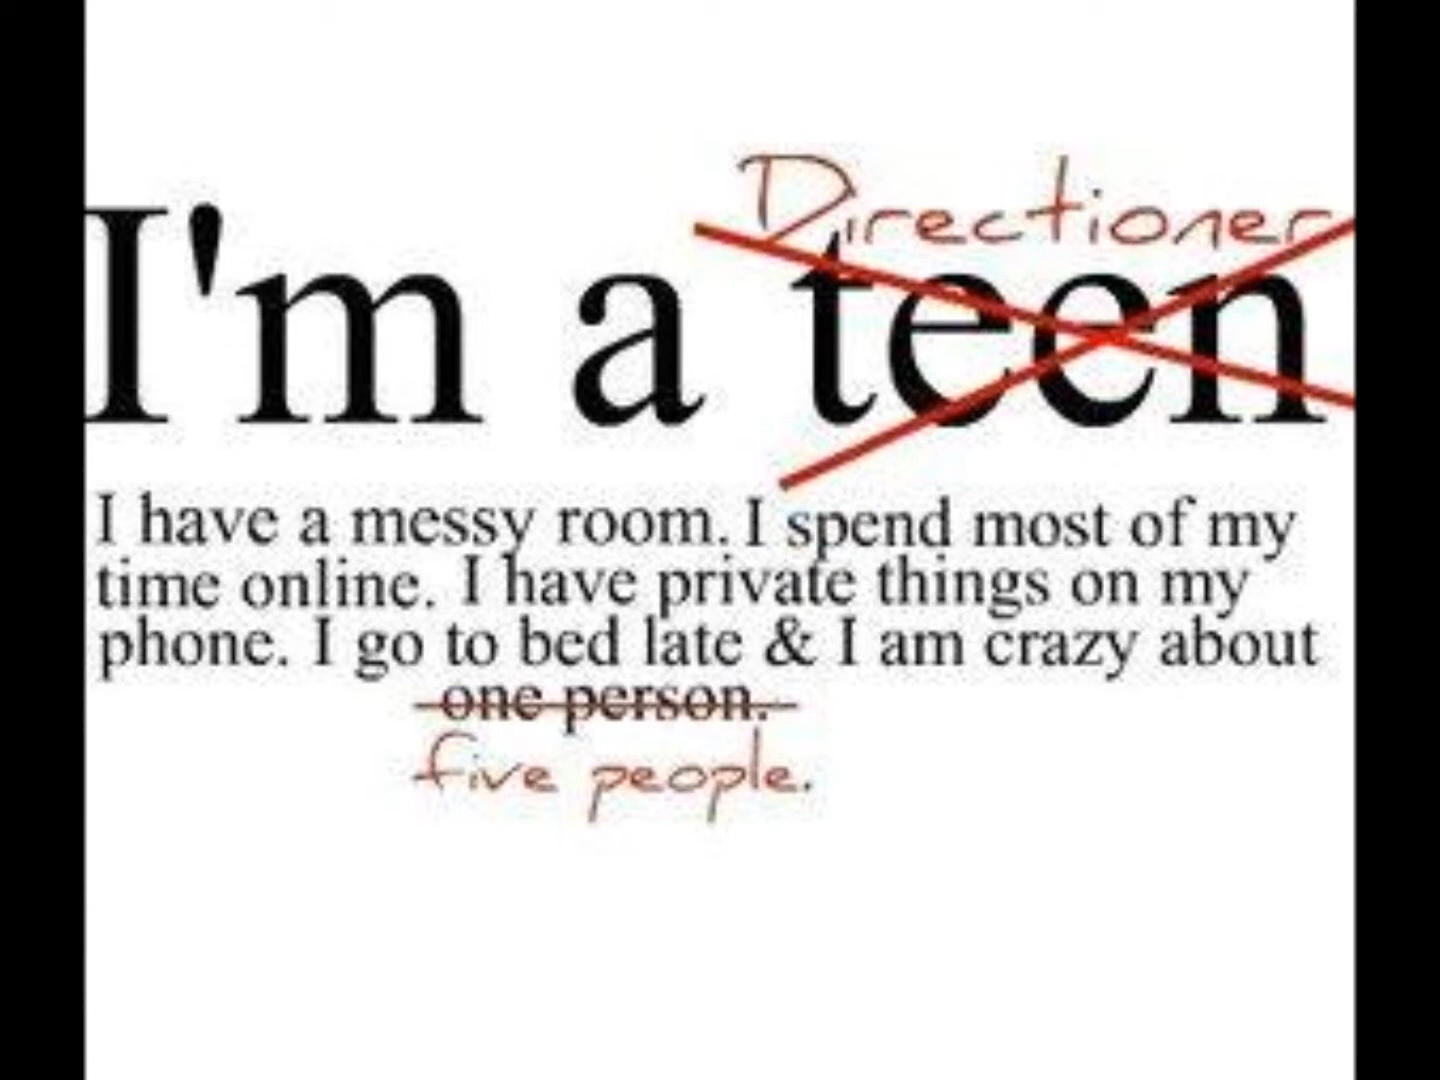 Directioner
I'm a teen
I have a messy room. I spend most of my
time online. I have private things on my
phone. I go to bed late & I am crazy about
one person.
five people.